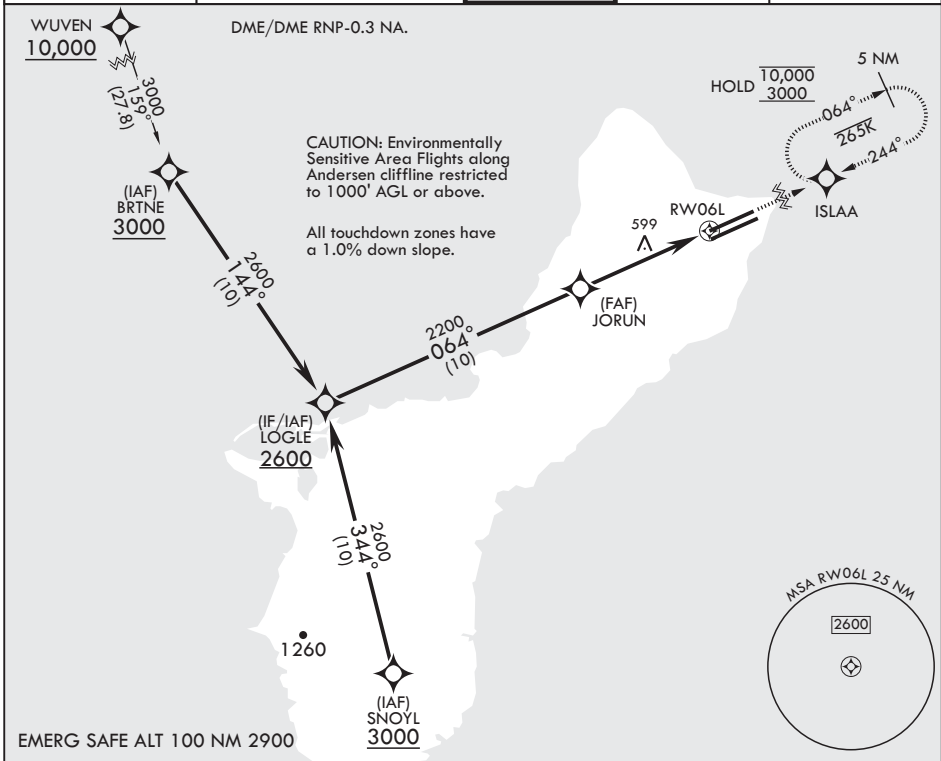 WUVEN
10,000
DME/DME RNP-0.3 NA.
3000
159°
(27.8)
HOLD 10,000
3000
5 NM
064°
265K
244°
ISLAA
CAUTION: Environmentally
Sensitive Area Flights along
Andersen cliffline restricted
to 1000' AGL or above.
All touchdown zones have
a 1.0% down slope.
(IAF)
BRTNE
3000
RW06L
599
2600
144°
(10)
(FAF)
JORUN
2200
064°
(10)
(IF/IAF)
LOGLE
2600
2600
344°
(10)
MSA RW06L 25 NM
2600
1260
(IAF)
SNOYL
3000
EMERG SAFE ALT 100 NM 2900